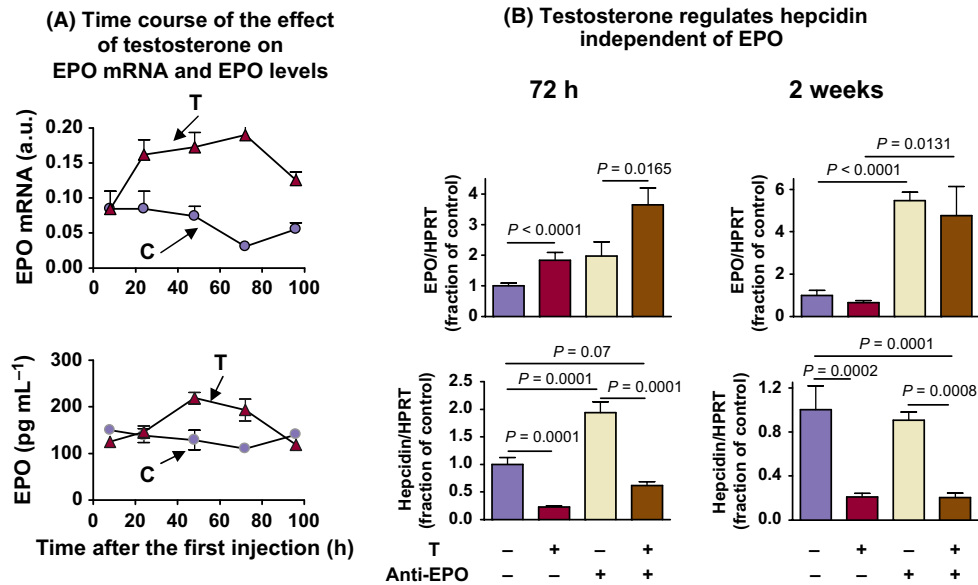 (A) Time course of the effect
of testosterone on
EPO mRNA and EPO levels
T
0.20
0.15
0.10
0.05
0.00
EPO mRNA (a.u.)
C
0 20 40 60 80 100
300
200
100
0
EPO (pg mL⁻¹)
T
C
0 20 40 60 80 100
Time after the first injection (h)
(B) Testosterone regulates hepcidin
independent of EPO
72 h
EPO/HPRT
(fraction of control)
5
4
3
2
1
0
P < 0.0001
P = 0.0165
2 weeks
EPO/HPRT
(fraction of control)
6
4
2
0
P = 0.0131
P < 0.0001
Hepcidin/HPRT
(fraction of control)
2.5
2.0
1.5
1.0
0.5
0.0
P = 0.07
P = 0.0001
P = 0.0001
P = 0.0001
Hepcidin/HPRT
(fraction of control)
1.2
0.8
0.4
0.0
P = 0.0001
P = 0.0002
P = 0.0008
T – + – + – + – +
Anti-EPO – – + + – – + +